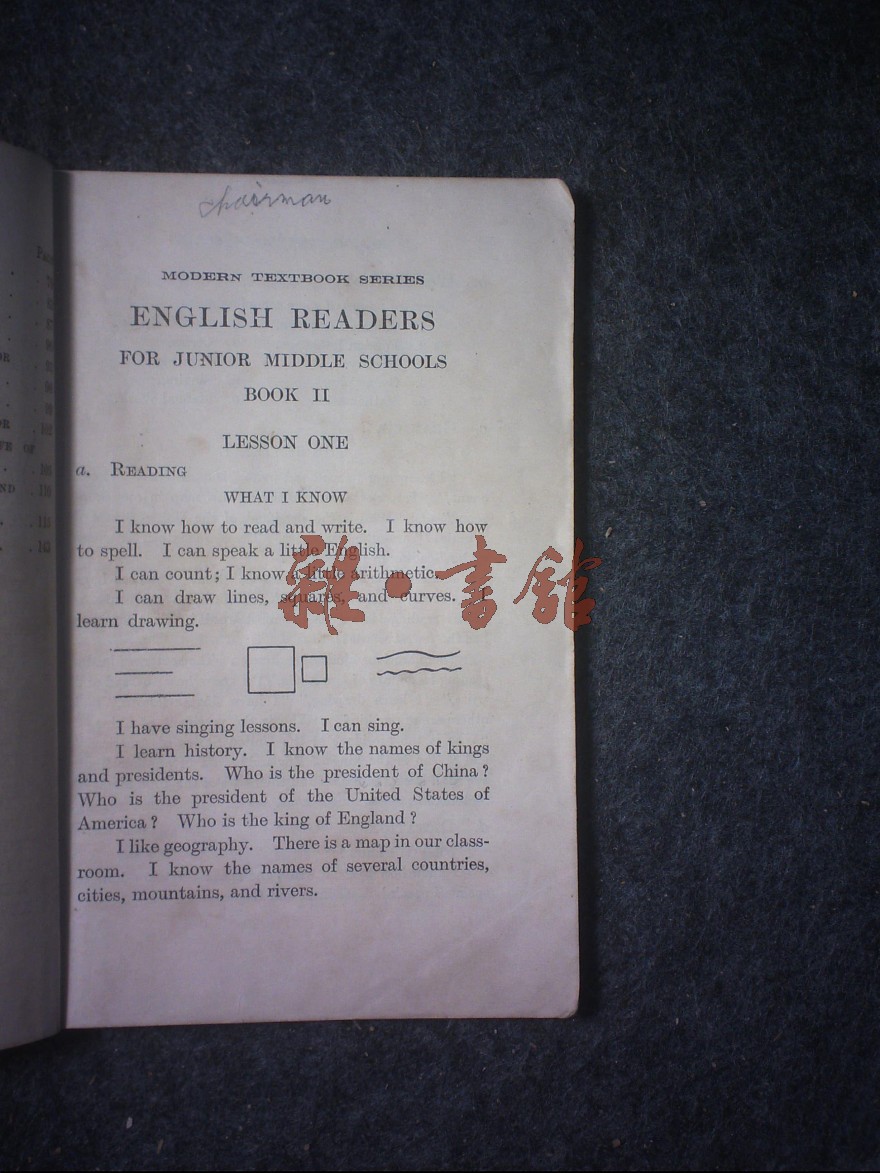 chairman
MODERN TEXTBOOK SERIES
ENGLISH READERS
FOR JUNIOR MIDDLE SCHOOLS
BOOK II
LESSON ONE
a. READING
WHAT I KNOW
I know how to read and write. I know how
to spell. I can speak a little English.
I can count; I know a little arithmetic.
I can draw lines, squares, and curves. I
learn drawing.
I have singing lessons. I can sing.
I learn history. I know the names of kings
and presidents. Who is the president of China?
Who is the president of the United States of
America? Who is the king of England?
I like geography. There is a map in our class-
room. I know the names of several countries,
cities, mountains, and rivers.
雜·書館